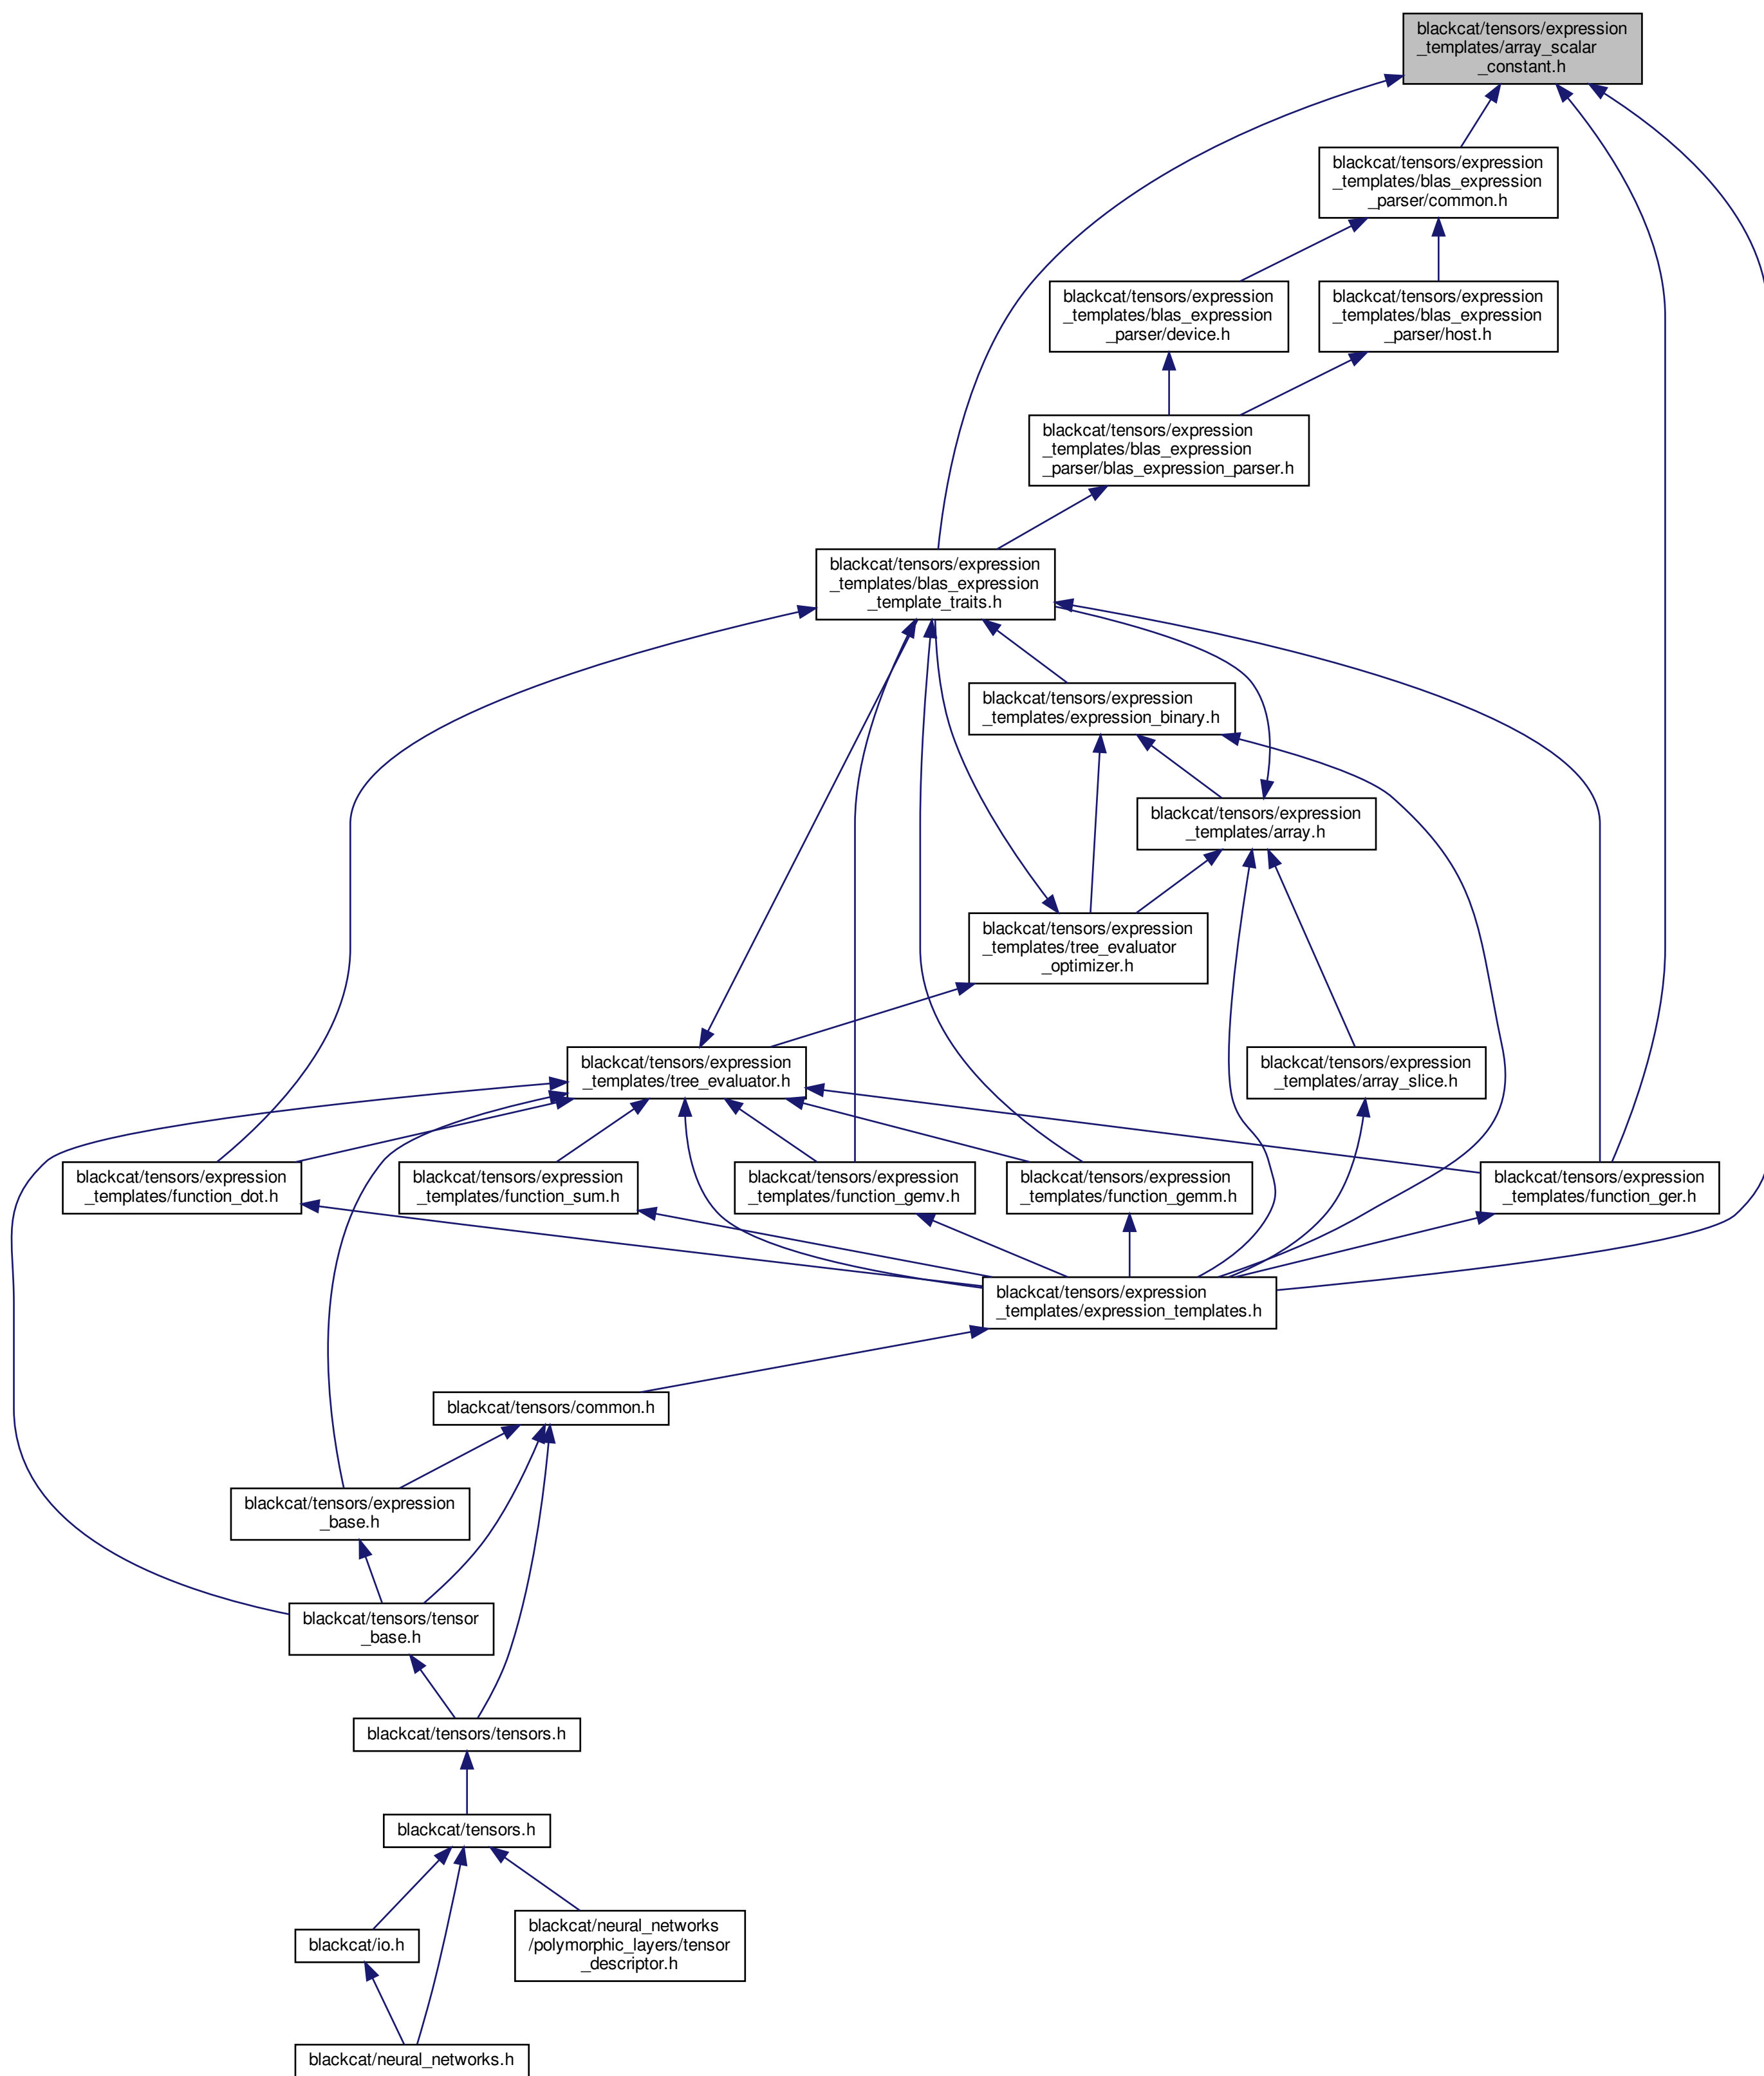 blackcat/tensors/expression
_templates/array_scalar
_constant.h
blackcat/tensors/expression
_templates/blas_expression
_parser/common.h
blackcat/tensors/expression
_templates/blas_expression
_parser/device.h
blackcat/tensors/expression
_templates/blas_expression
_parser/host.h
blackcat/tensors/expression
_templates/blas_expression
_parser/blas_expression_parser.h
blackcat/tensors/expression
_templates/blas_expression
_template_traits.h
blackcat/tensors/expression
_templates/expression_binary.h
blackcat/tensors/expression
_templates/array.h
blackcat/tensors/expression
_templates/tree_evaluator
_optimizer.h
blackcat/tensors/expression
_templates/tree_evaluator.h
blackcat/tensors/expression
_templates/array_slice.h
blackcat/tensors/expression
_templates/function_dot.h
blackcat/tensors/expression
_templates/function_sum.h
blackcat/tensors/expression
_templates/function_gemv.h
blackcat/tensors/expression
_templates/function_gemm.h
blackcat/tensors/expression
_templates/function_ger.h
blackcat/tensors/expression
_templates/expression_templates.h
blackcat/tensors/common.h
blackcat/tensors/expression
_base.h
blackcat/tensors/tensor
_base.h
blackcat/tensors/tensors.h
blackcat/tensors.h
blackcat/io.h
blackcat/neural_networks
/polymorphic_layers/tensor
_descriptor.h
blackcat/neural_networks.h